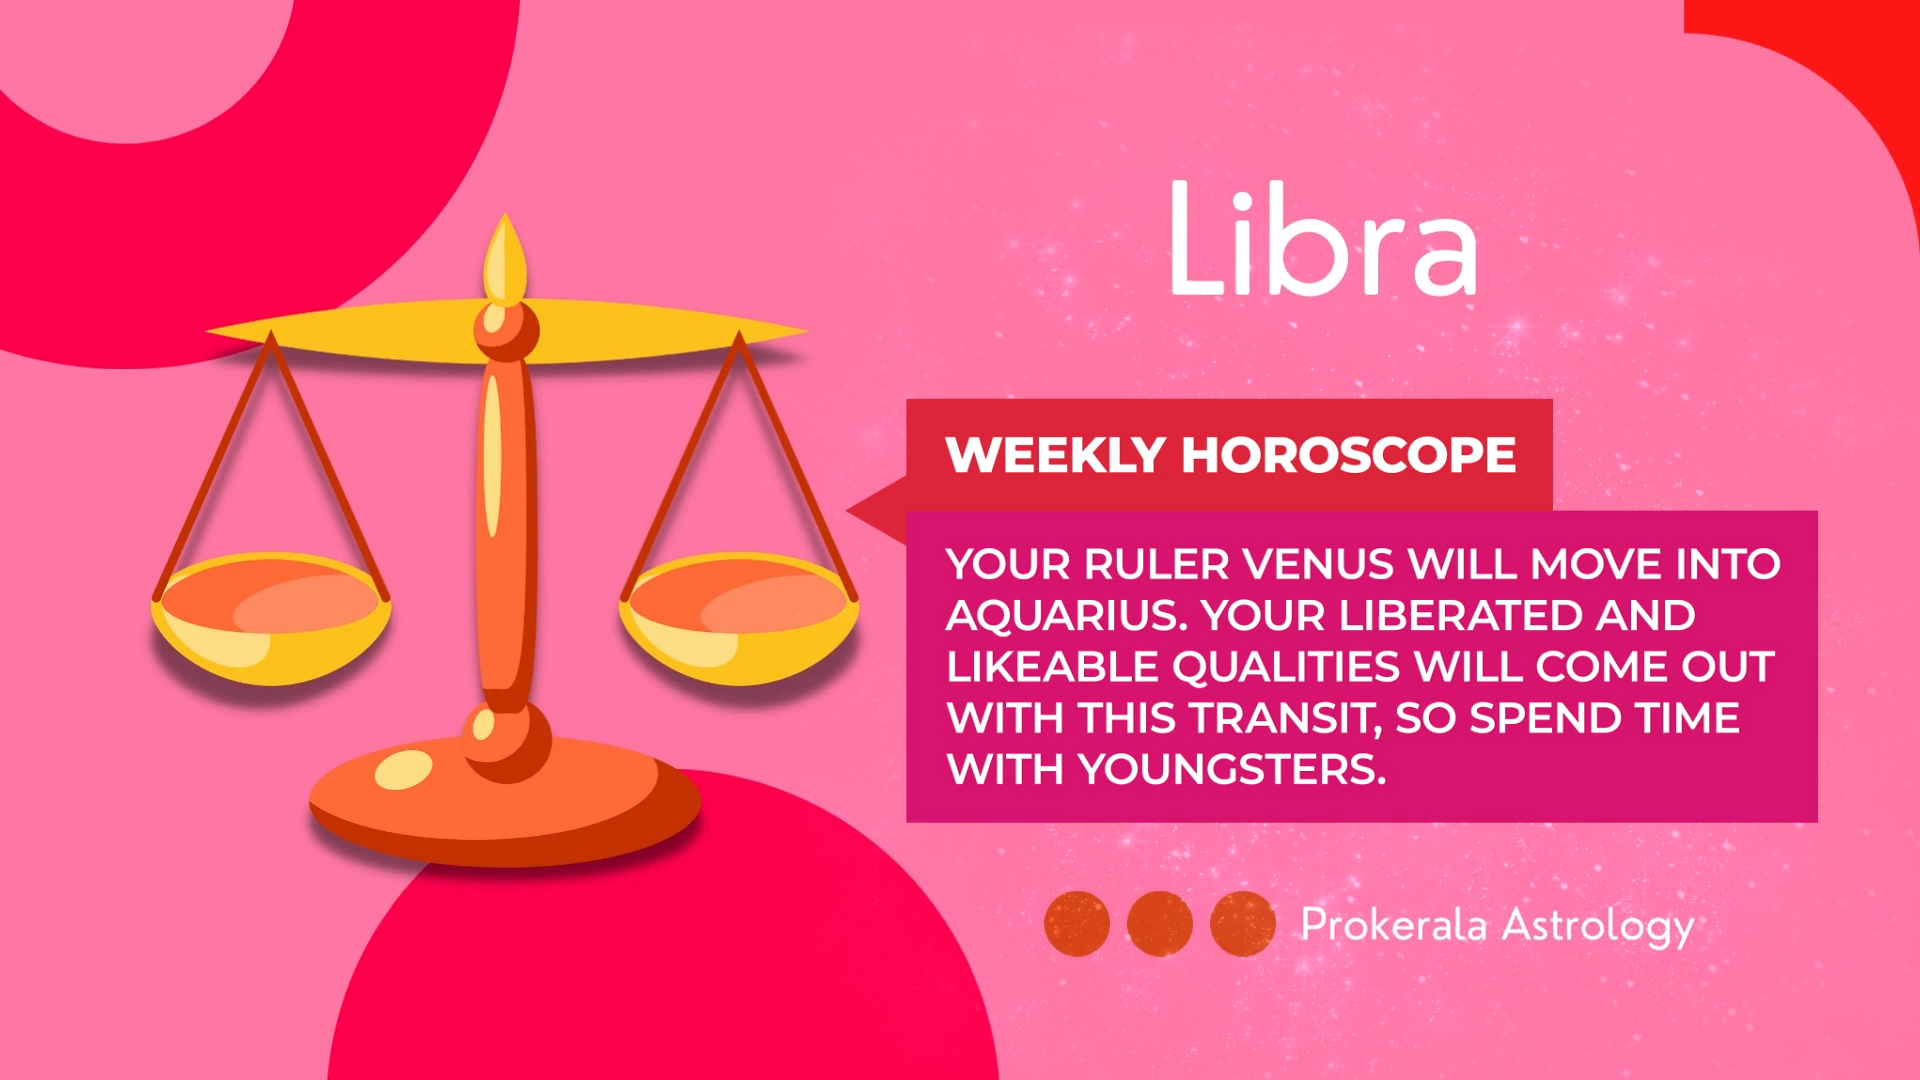 Libra
WEEKLY HOROSCOPE
YOUR RULER VENUS WILL MOVE INTO
AQUARIUS. YOUR LIBERATED AND
LIKEABLE QUALITIES WILL COME OUT
WITH THIS TRANSIT, SO SPEND TIME
WITH YOUNGSTERS.
Prokerala Astrology